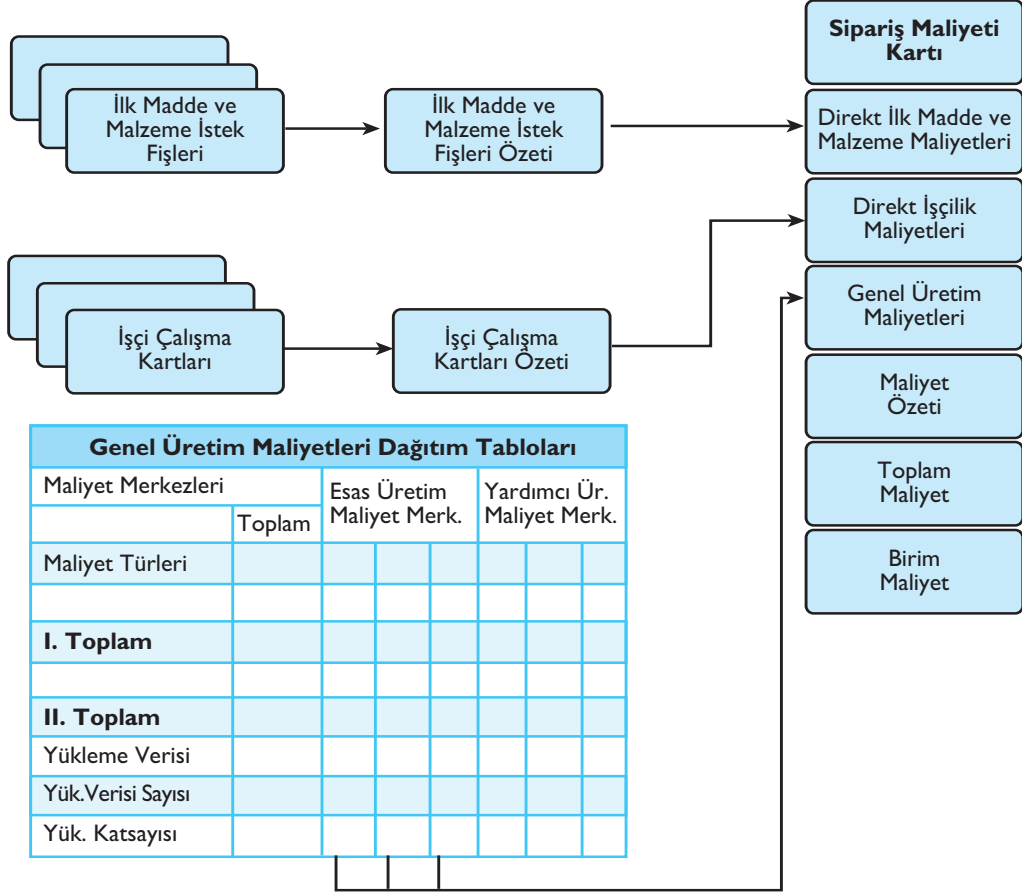 Sipariş Maliyeti
Kartı
İlk Madde ve
Malzeme İstek
Fişleri
İlk Madde ve
Malzeme İstek
Fişleri Özeti
Direkt İlk Madde ve
Malzeme Maliyetleri
Direkt İşçilik
Maliyetleri
İşçi Çalışma
Kartları
İşçi Çalışma
Kartları Özeti
Genel Üretim
Maliyetleri
Maliyet
Özeti
Toplam
Maliyet
Birim
Maliyet
Genel Üretim Maliyetleri Dağıtım Tabloları
Maliyet Merkezleri
Toplam
Esas Üretim
Maliyet Merk.
Yardımcı Ür.
Maliyet Merk.
Maliyet Türleri
I. Toplam
II. Toplam
Yükleme Verisi
Yük.Verisi Sayısı
Yük. Katsayısı